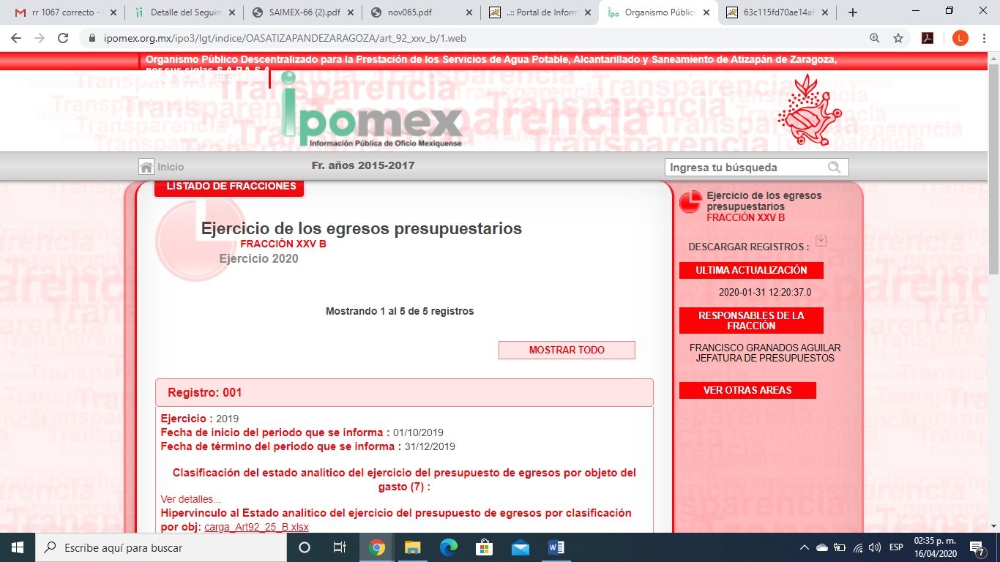 rr 1067 correcto -
Detalle del Seguim
SAIMEX-66 (2).pdf
nov065.pdf
..:: Portal de Inform
Organismo Públic
63c115fd70ae14af
ipomex.org.mx/ipo3/lgt/indice/OASATIZAPANDEZARAGOZA/art_92_xxv_b/1.web
L
Organismo Público Descentralizado para la Prestación de los Servicios de Agua Potable, Alcantarillado y Saneamiento de Atizapán de Zaragoza,
por sus siglas S.A.P.A.S.A
Transparencia
ipomex
Información Pública de Oficio Mexiquense
Inicio
Fr. años 2015-2017
Ingresa tu búsqueda
LISTADO DE FRACCIONES
Ejercicio de los egresos presupuestarios
FRACCIÓN XXV B
Ejercicio 2020
Mostrando 1 al 5 de 5 registros
MOSTRAR TODO
Registro: 001
Ejercicio : 2019
Fecha de inicio del periodo que se informa : 01/10/2019
Fecha de término del periodo que se informa : 31/12/2019
Clasificación del estado analítico del ejercicio del presupuesto de egresos por objeto del
gasto (7) :
Ver detalles...
Hipervínculo al Estado analítico del ejercicio del presupuesto de egresos por clasificación
por obj: carga_Art92_25_B.xlsx
Ejercicio de los egresos
presupuestarios
FRACCIÓN XXV B
DESCARGAR REGISTROS :
ULTIMA ACTUALIZACIÓN
2020-01-31 12:20:37.0
RESPONSABLES DE LA
FRACCIÓN
FRANCISCO GRANADOS AGUILAR
JEFATURA DE PRESUPUESTOS
VER OTRAS AREAS
Escribe aquí para buscar
ESP
02:35 p. m.
16/04/2020
7